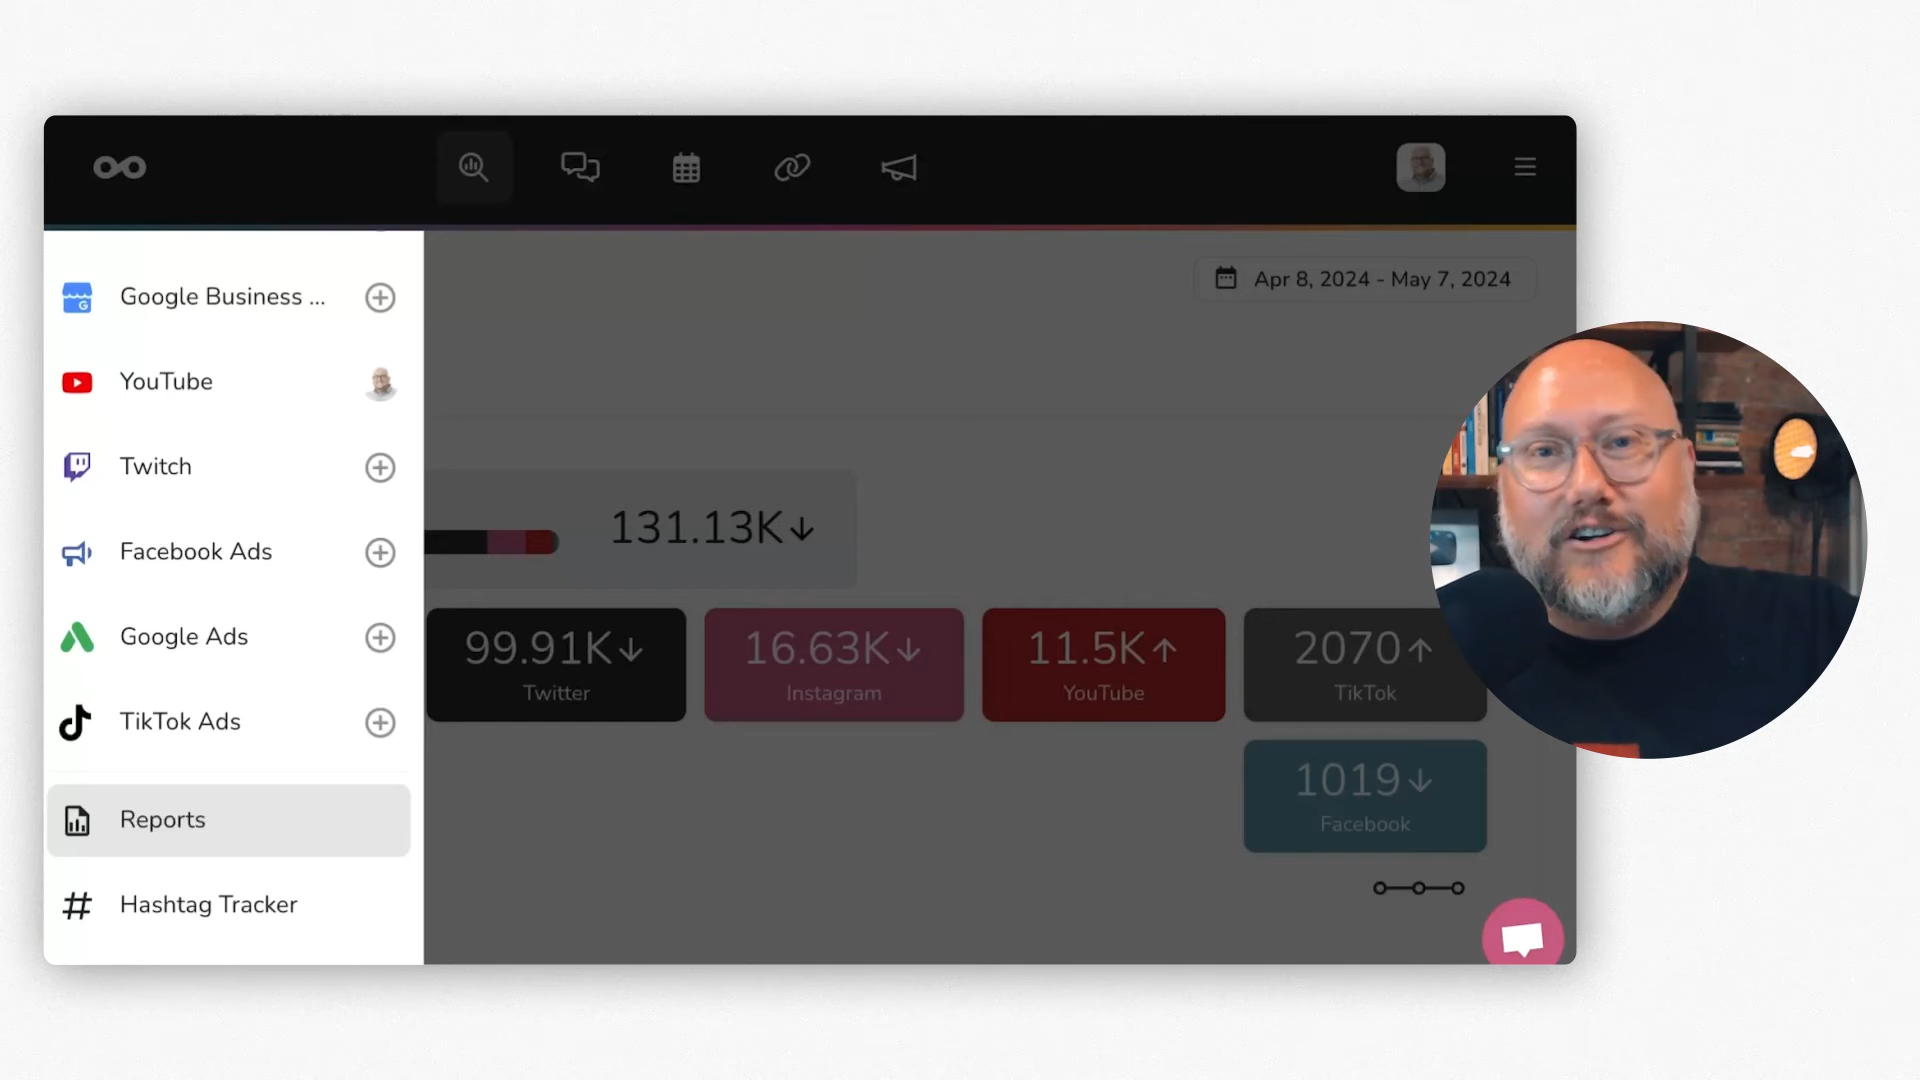 Apr 8, 2024 - May 7, 2024
Google Business ...
YouTube
Twitch
Facebook Ads
Google Ads
TikTok Ads
Reports
Hashtag Tracker
131.13K
99.91K
Twitter
16.63K
Instagram
11.5K
YouTube
2070
TikTok
1019
Facebook